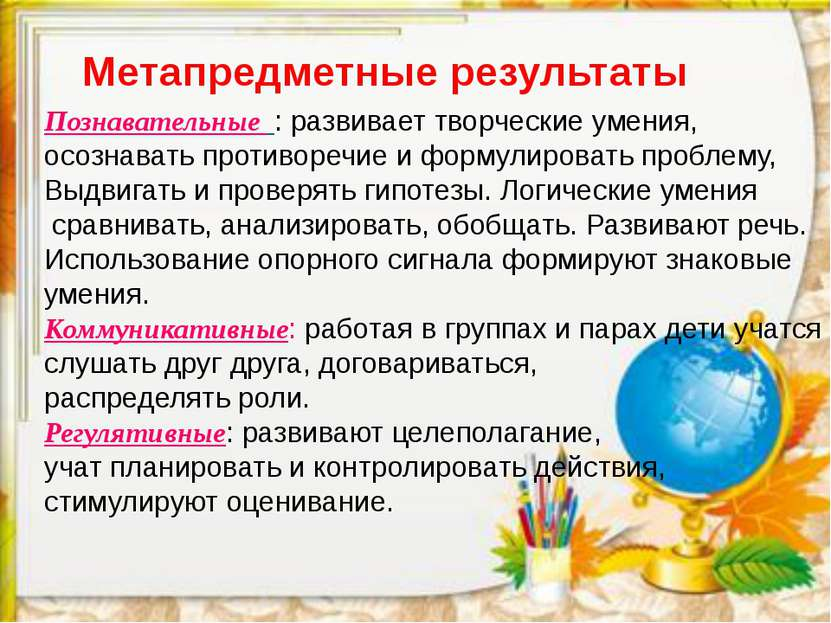 Метапредметные результаты
Познавательные : развивает творческие умения,
осознавать противоречие и формулировать проблему,
Выдвигать и проверять гипотезы. Логические умения
сравнивать, анализировать, обобщать. Развивают речь.
Использование опорного сигнала формируют знаковые
умения.
Коммуникативные: работая в группах и парах дети учатся
слушать друг друга, договариваться,
распределять роли.
Регулятивные: развивают целеполагание,
учат планировать и контролировать действия,
стимулируют оценивание.